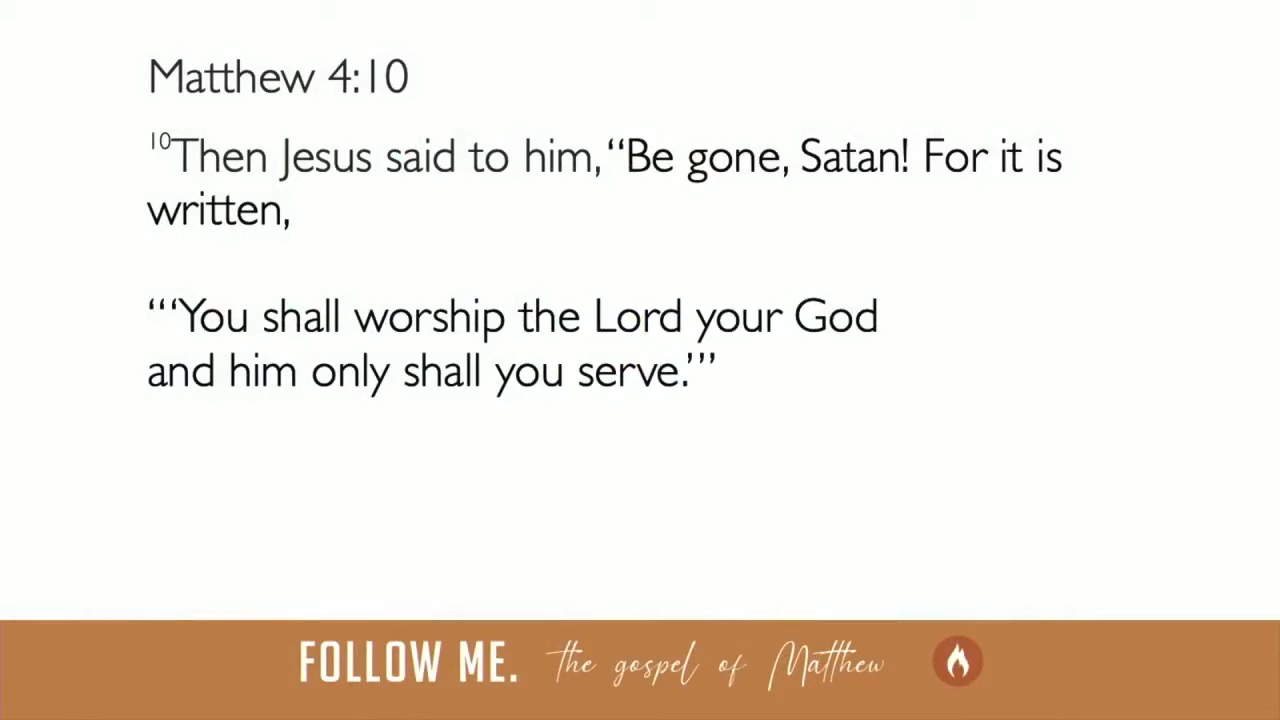 Matthew 4:10
¹⁰Then Jesus said to him, “Be gone, Satan! For it is
written,
“‘You shall worship the Lord your God
and him only shall you serve.’”
FOLLOW ME. the gospel of Matthew